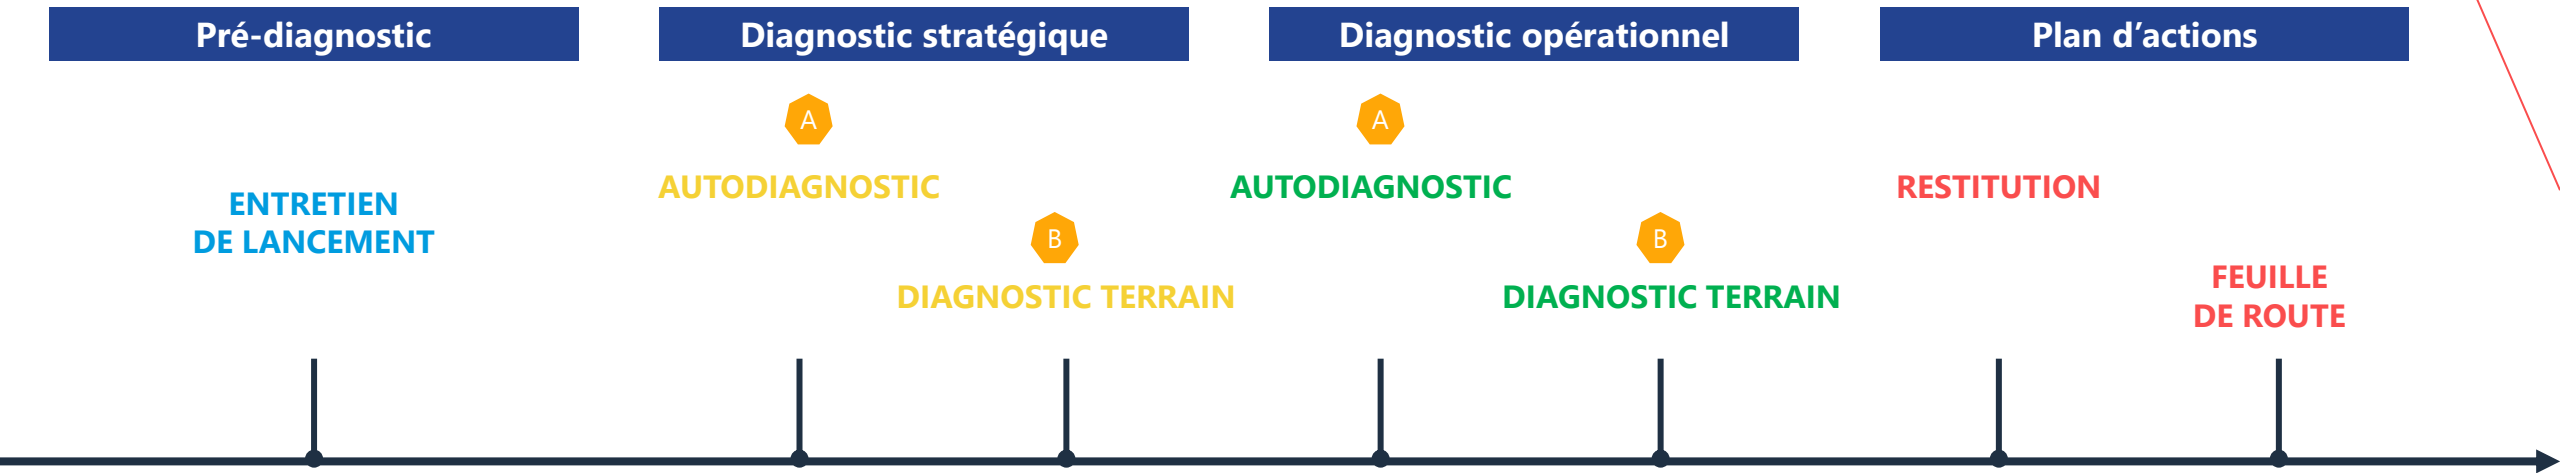 Pré-diagnostic
Diagnostic stratégique
Diagnostic opérationnel
Plan d’actions
ENTRETIEN
DE LANCEMENT
A
AUTODIAGNOSTIC
B
DIAGNOSTIC TERRAIN
A
AUTODIAGNOSTIC
B
DIAGNOSTIC TERRAIN
RESTITUTION
FEUILLE
DE ROUTE